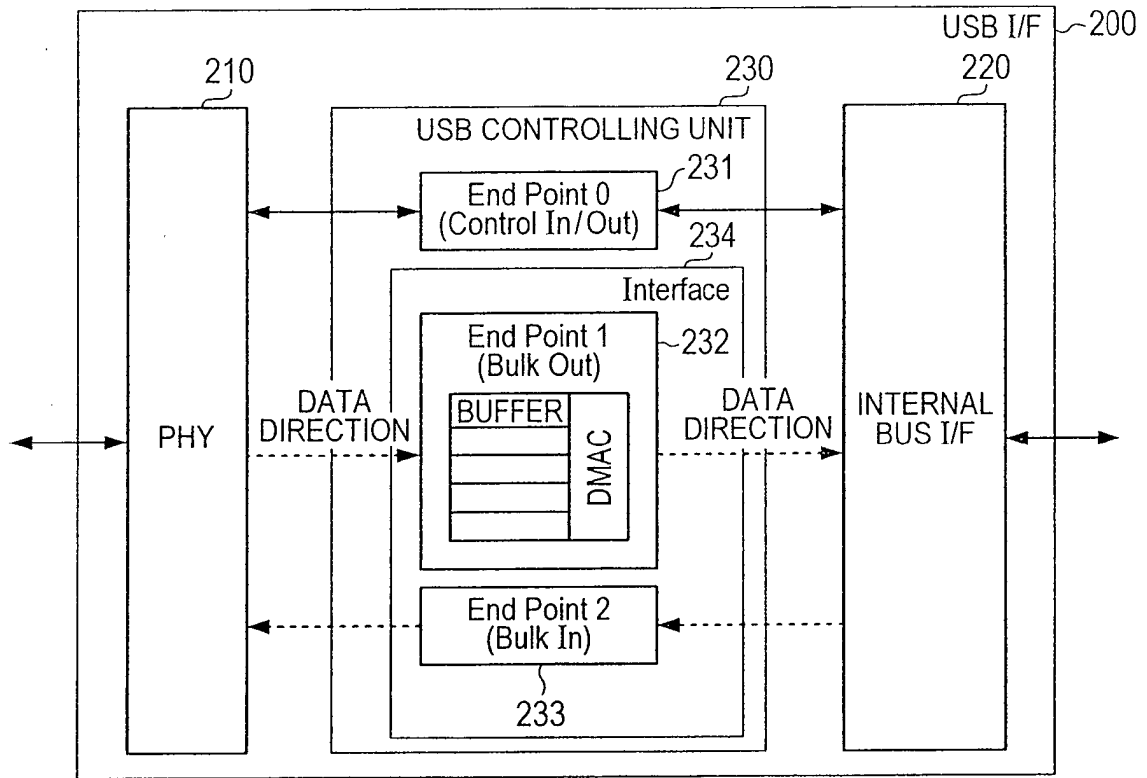 USB I/F
200
210
230
220
USB CONTROLLING UNIT
231
End Point 0
(Control In/Out)
234
Interface
End Point 1
(Bulk Out)
232
BUFFER
DMAC
DATA
DIRECTION
DATA
DIRECTION
PHY
INTERNAL
BUS I/F
End Point 2
(Bulk In)
233